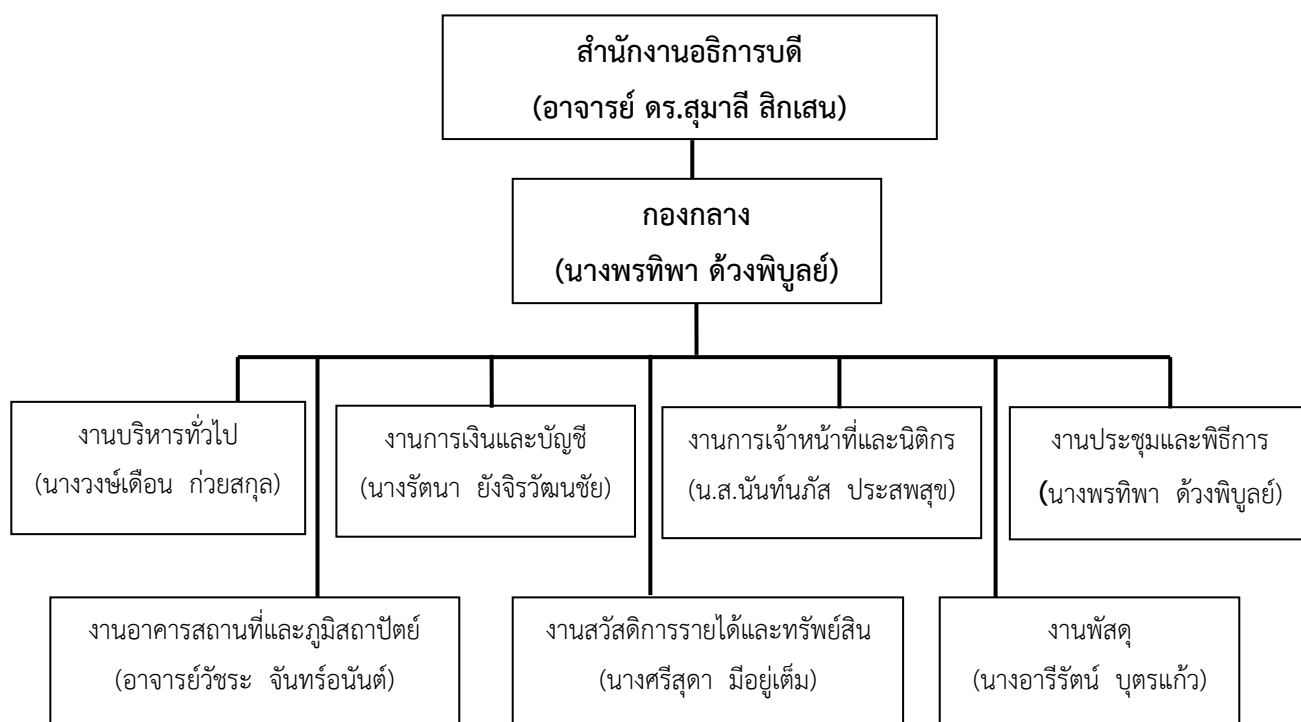 สำนักงานอธิการบดี
(อาจารย์ ดร.สุมาลี สิกเสน)
กองกลาง
(นางพรทิพา ด้วงพิบูลย์)
งานบริหารทั่วไป
(นางวงษ์เดือน ก่วยสกุล)
งานการเงินและบัญชี
(นางรัตนา ยังจิรวัฒนชัย)
งานการเจ้าหน้าที่และนิติกร
(น.ส.นันท์นภัส ประสพสุข)
งานประชุมและพิธีการ
(นางพรทิพา ด้วงพิบูลย์)
งานอาคารสถานที่และภูมิสถาปัตย์
(อาจารย์วัชระ จันทร์อนันต์)
งานสวัสดิการรายได้และทรัพย์สิน
(นางศรีสุดา มีอยู่เต็ม)
งานพัสดุ
(นางอารีรัตน์ บุตรแก้ว)